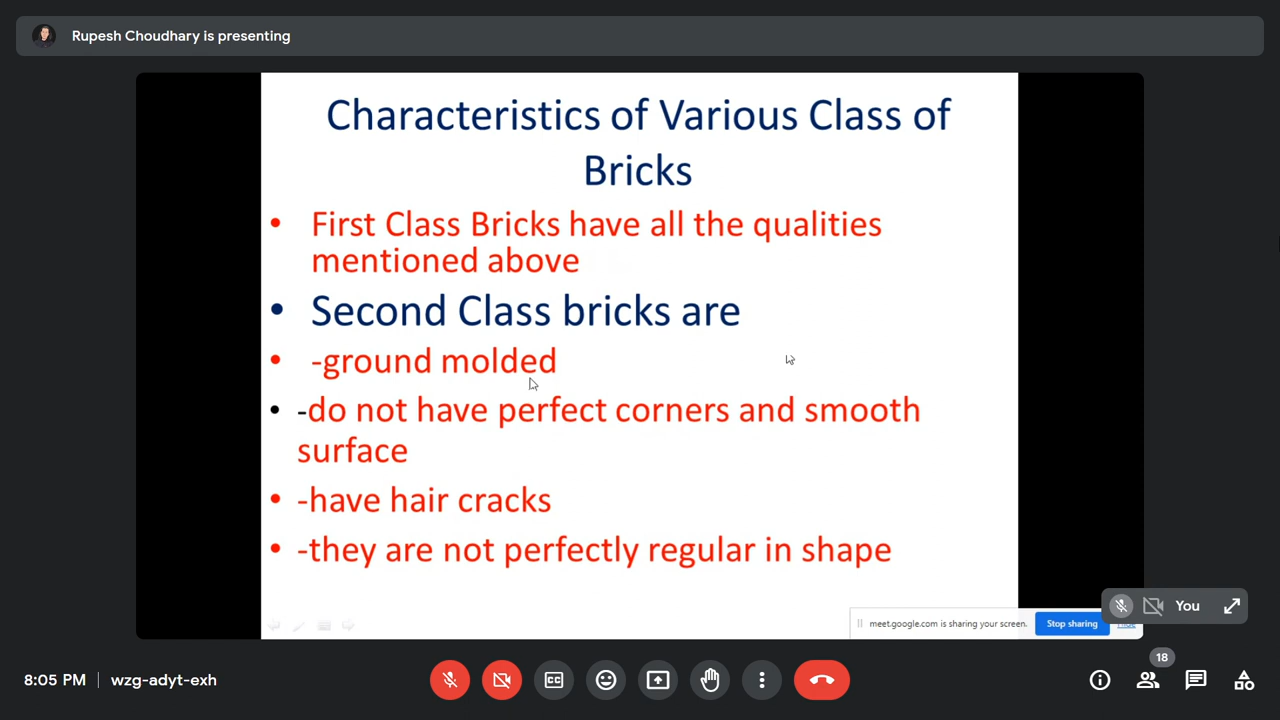 Rupesh Choudhary is presenting
Characteristics of Various Class of
Bricks
• First Class Bricks have all the qualities
mentioned above
• Second Class bricks are
• -ground molded
• -do not have perfect corners and smooth
surface
• -have hair cracks
• -they are not perfectly regular in shape
You
meet.google.com is sharing your screen. Stop sharing Hide
18
8:05 PM | wzg-adyt-exh